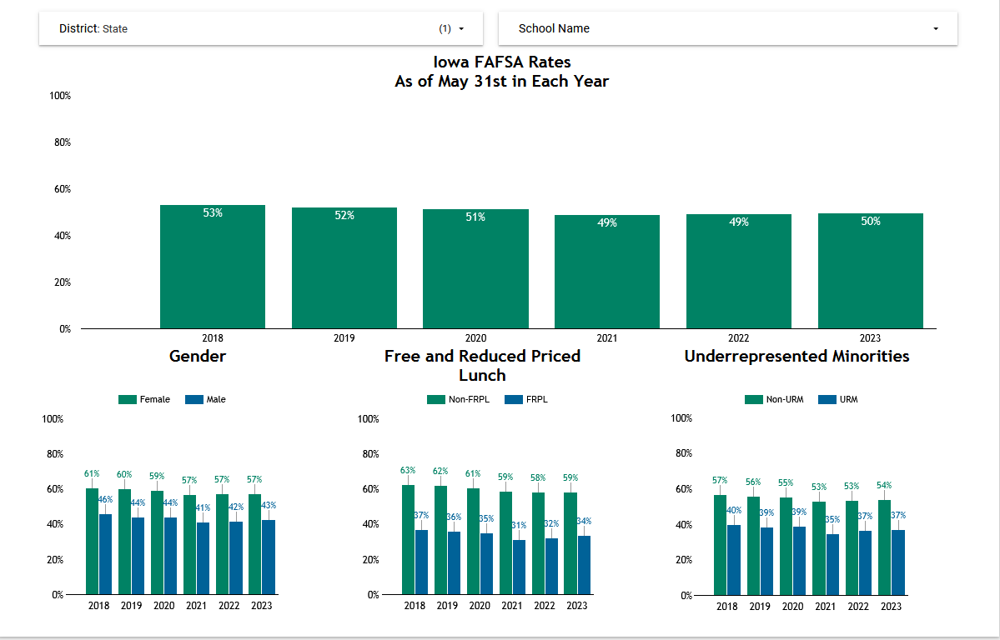 District: State (1)
School Name
Iowa FAFSA Rates
As of May 31st in Each Year
100%
80%
60%
40%
20%
0%
53%
52%
51%
49%
49%
50%
2018 2019 2020 2021 2022 2023
Gender
Female Male
100%
80%
60%
40%
20%
0%
61% 60% 59% 57% 57% 57%
46% 44% 44% 41% 42% 43%
2018 2019 2020 2021 2022 2023
Free and Reduced Priced
Lunch
Non-FRPL FRPL
100%
80%
60%
40%
20%
0%
63% 62% 61% 59% 58% 59%
37% 36% 35% 31% 32% 34%
2018 2019 2020 2021 2022 2023
Underrepresented Minorities
Non-URM URM
100%
80%
60%
40%
20%
0%
57% 56% 55% 53% 53% 54%
40% 39% 39% 35% 37% 37%
2018 2019 2020 2021 2022 2023